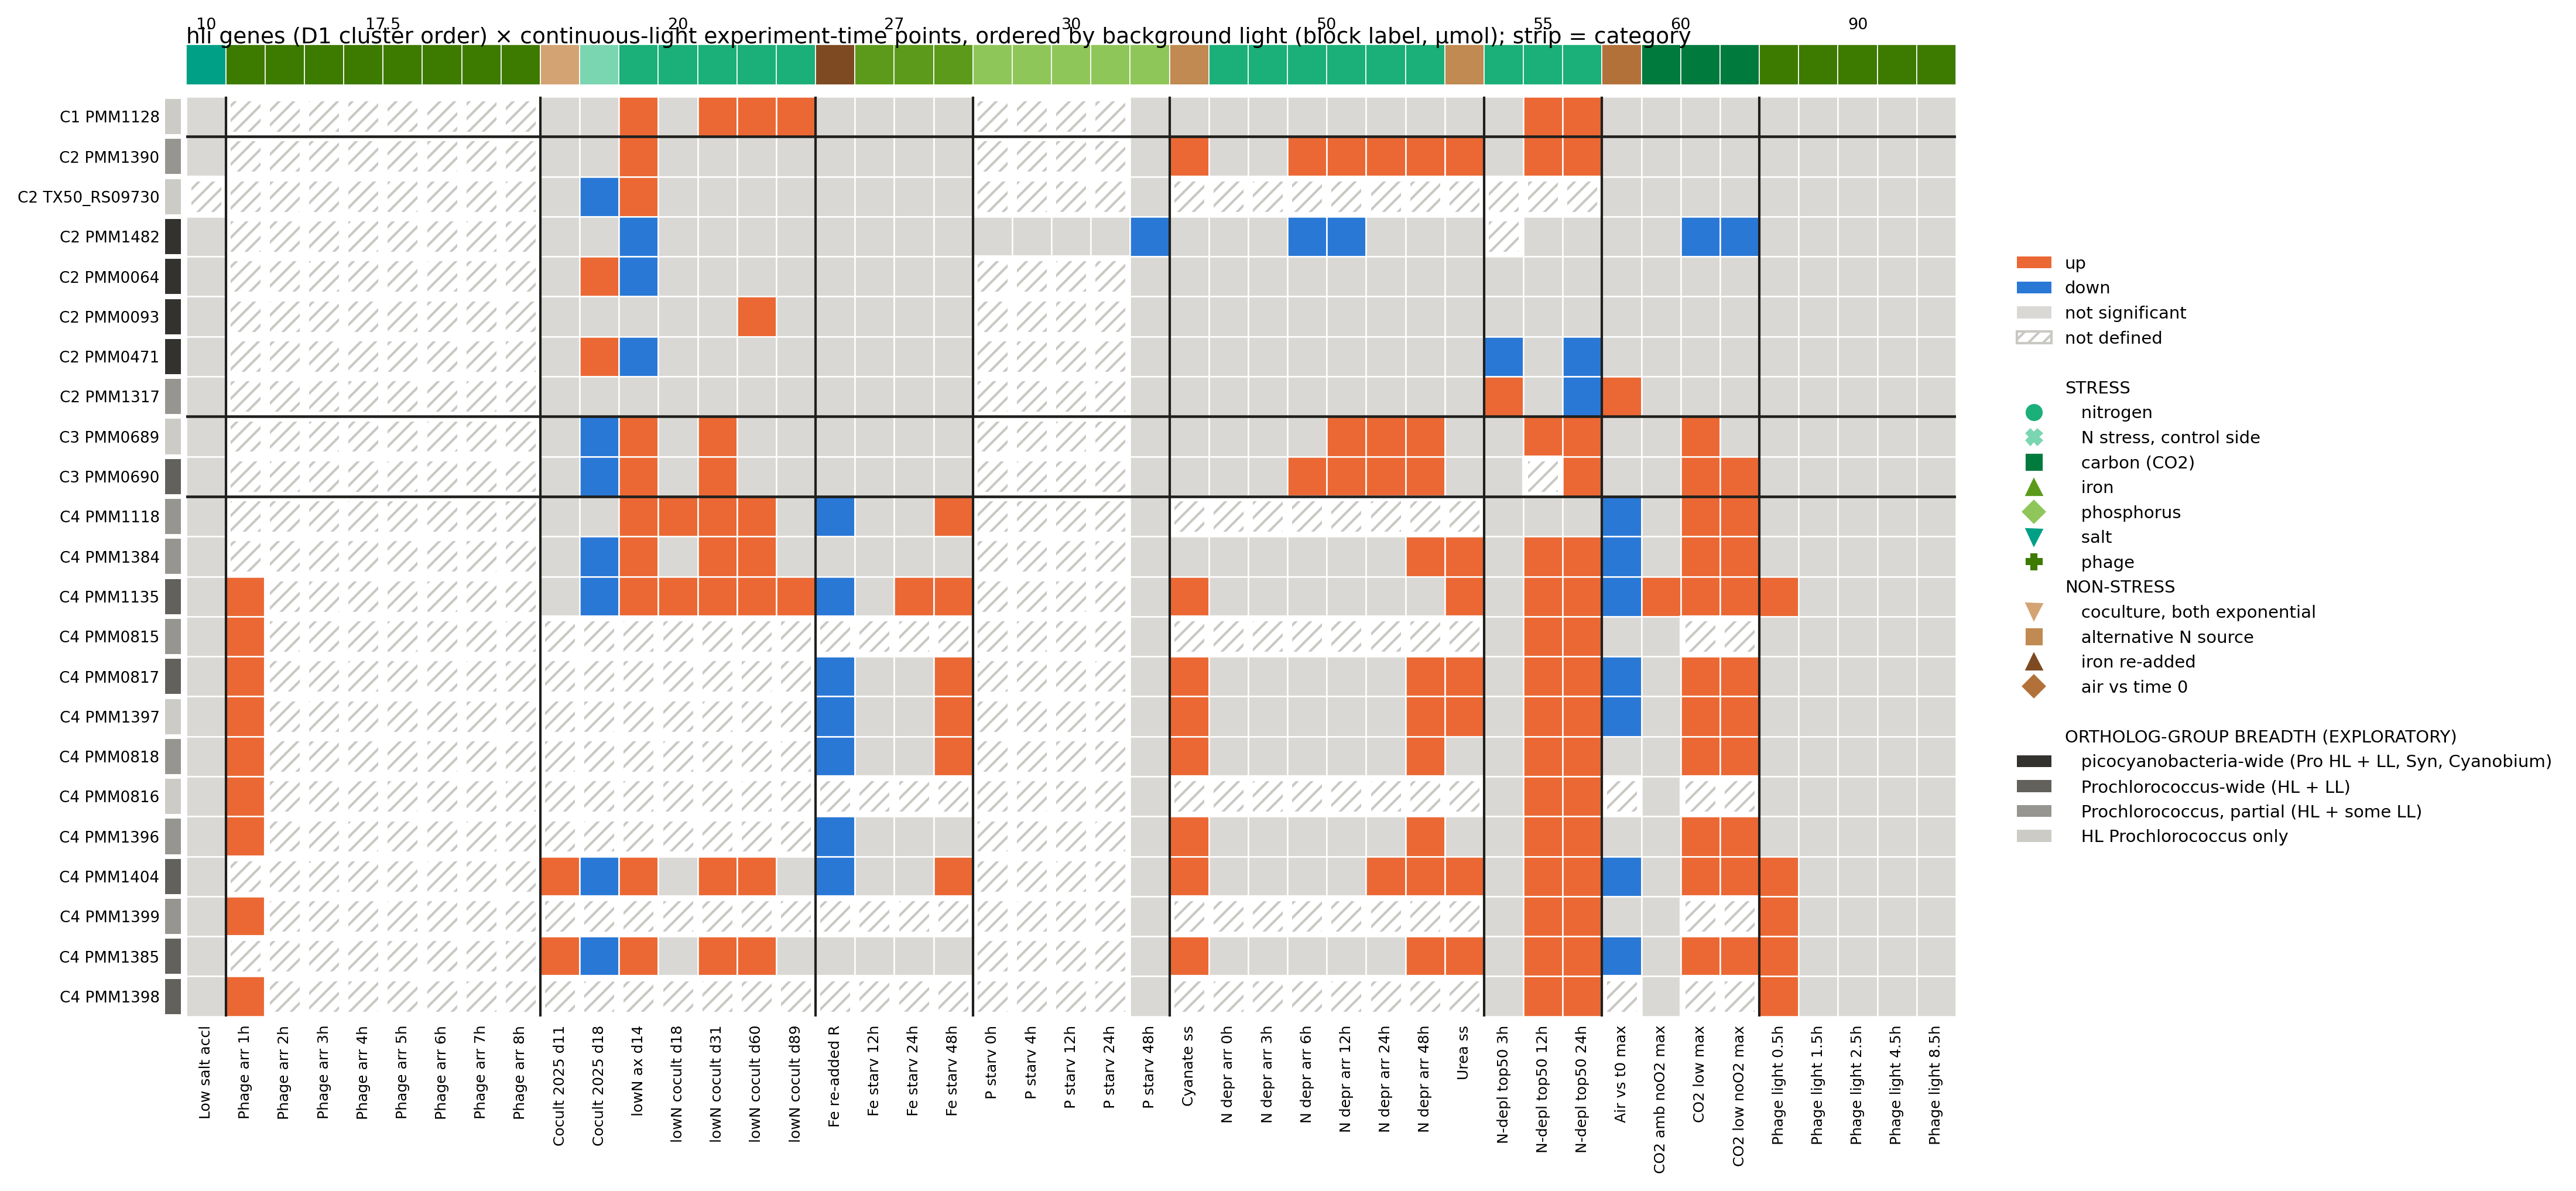 10 17.5 20 27 30 50 55 60 90
hli genes (D1 cluster order) × continuous-light experiment-time points, ordered by background light (block label, µmol); strip = category
C1 PMM1128
C2 PMM1390
C2 TX50_RS09730
C2 PMM1482
C2 PMM0064
C2 PMM0093
C2 PMM0471
C2 PMM1317
C3 PMM0689
C3 PMM0690
C4 PMM1118
C4 PMM1384
C4 PMM1135
C4 PMM0815
C4 PMM0817
C4 PMM1397
C4 PMM0818
C4 PMM0816
C4 PMM1396
C4 PMM1404
C4 PMM1399
C4 PMM1385
C4 PMM1398
Low salt accl
Phage arr 1h
Phage arr 2h
Phage arr 3h
Phage arr 4h
Phage arr 5h
Phage arr 6h
Phage arr 7h
Phage arr 8h
Cocult 2025 d11
Cocult 2025 d18
lowN ax d14
lowN cocult d18
lowN cocult d31
lowN cocult d60
lowN cocult d89
Fe re-added R
Fe starv 12h
Fe starv 24h
Fe starv 48h
P starv 0h
P starv 4h
P starv 12h
P starv 24h
P starv 48h
Cyanate ss
N depr arr 0h
N depr arr 3h
N depr arr 6h
N depr arr 12h
N depr arr 24h
N depr arr 48h
Urea ss
N-depl top50 3h
N-depl top50 12h
N-depl top50 24h
Air vs t0 max
CO2 amb noO2 max
CO2 low max
CO2 low noO2 max
Phage light 0.5h
Phage light 1.5h
Phage light 2.5h
Phage light 4.5h
Phage light 8.5h
up
down
not significant
not defined
STRESS
nitrogen
N stress, control side
carbon (CO2)
iron
phosphorus
salt
phage
NON-STRESS
coculture, both exponential
alternative N source
iron re-added
air vs time 0
ORTHOLOG-GROUP BREADTH (EXPLORATORY)
picocyanobacteria-wide (Pro HL + LL, Syn, Cyanobium)
Prochlorococcus-wide (HL + LL)
Prochlorococcus, partial (HL + some LL)
HL Prochlorococcus only